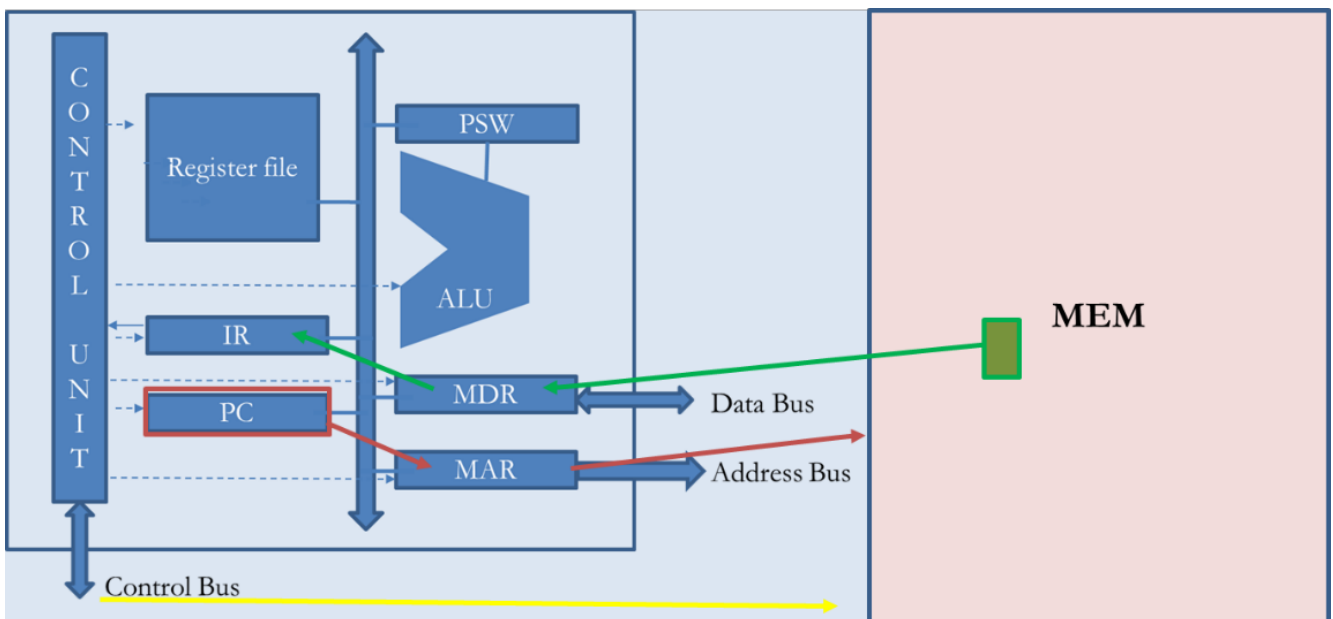 CONTROL UNIT
PSW
Register file
ALU
IR
MEM
MDR
Data Bus
PC
MAR
Address Bus
Control Bus